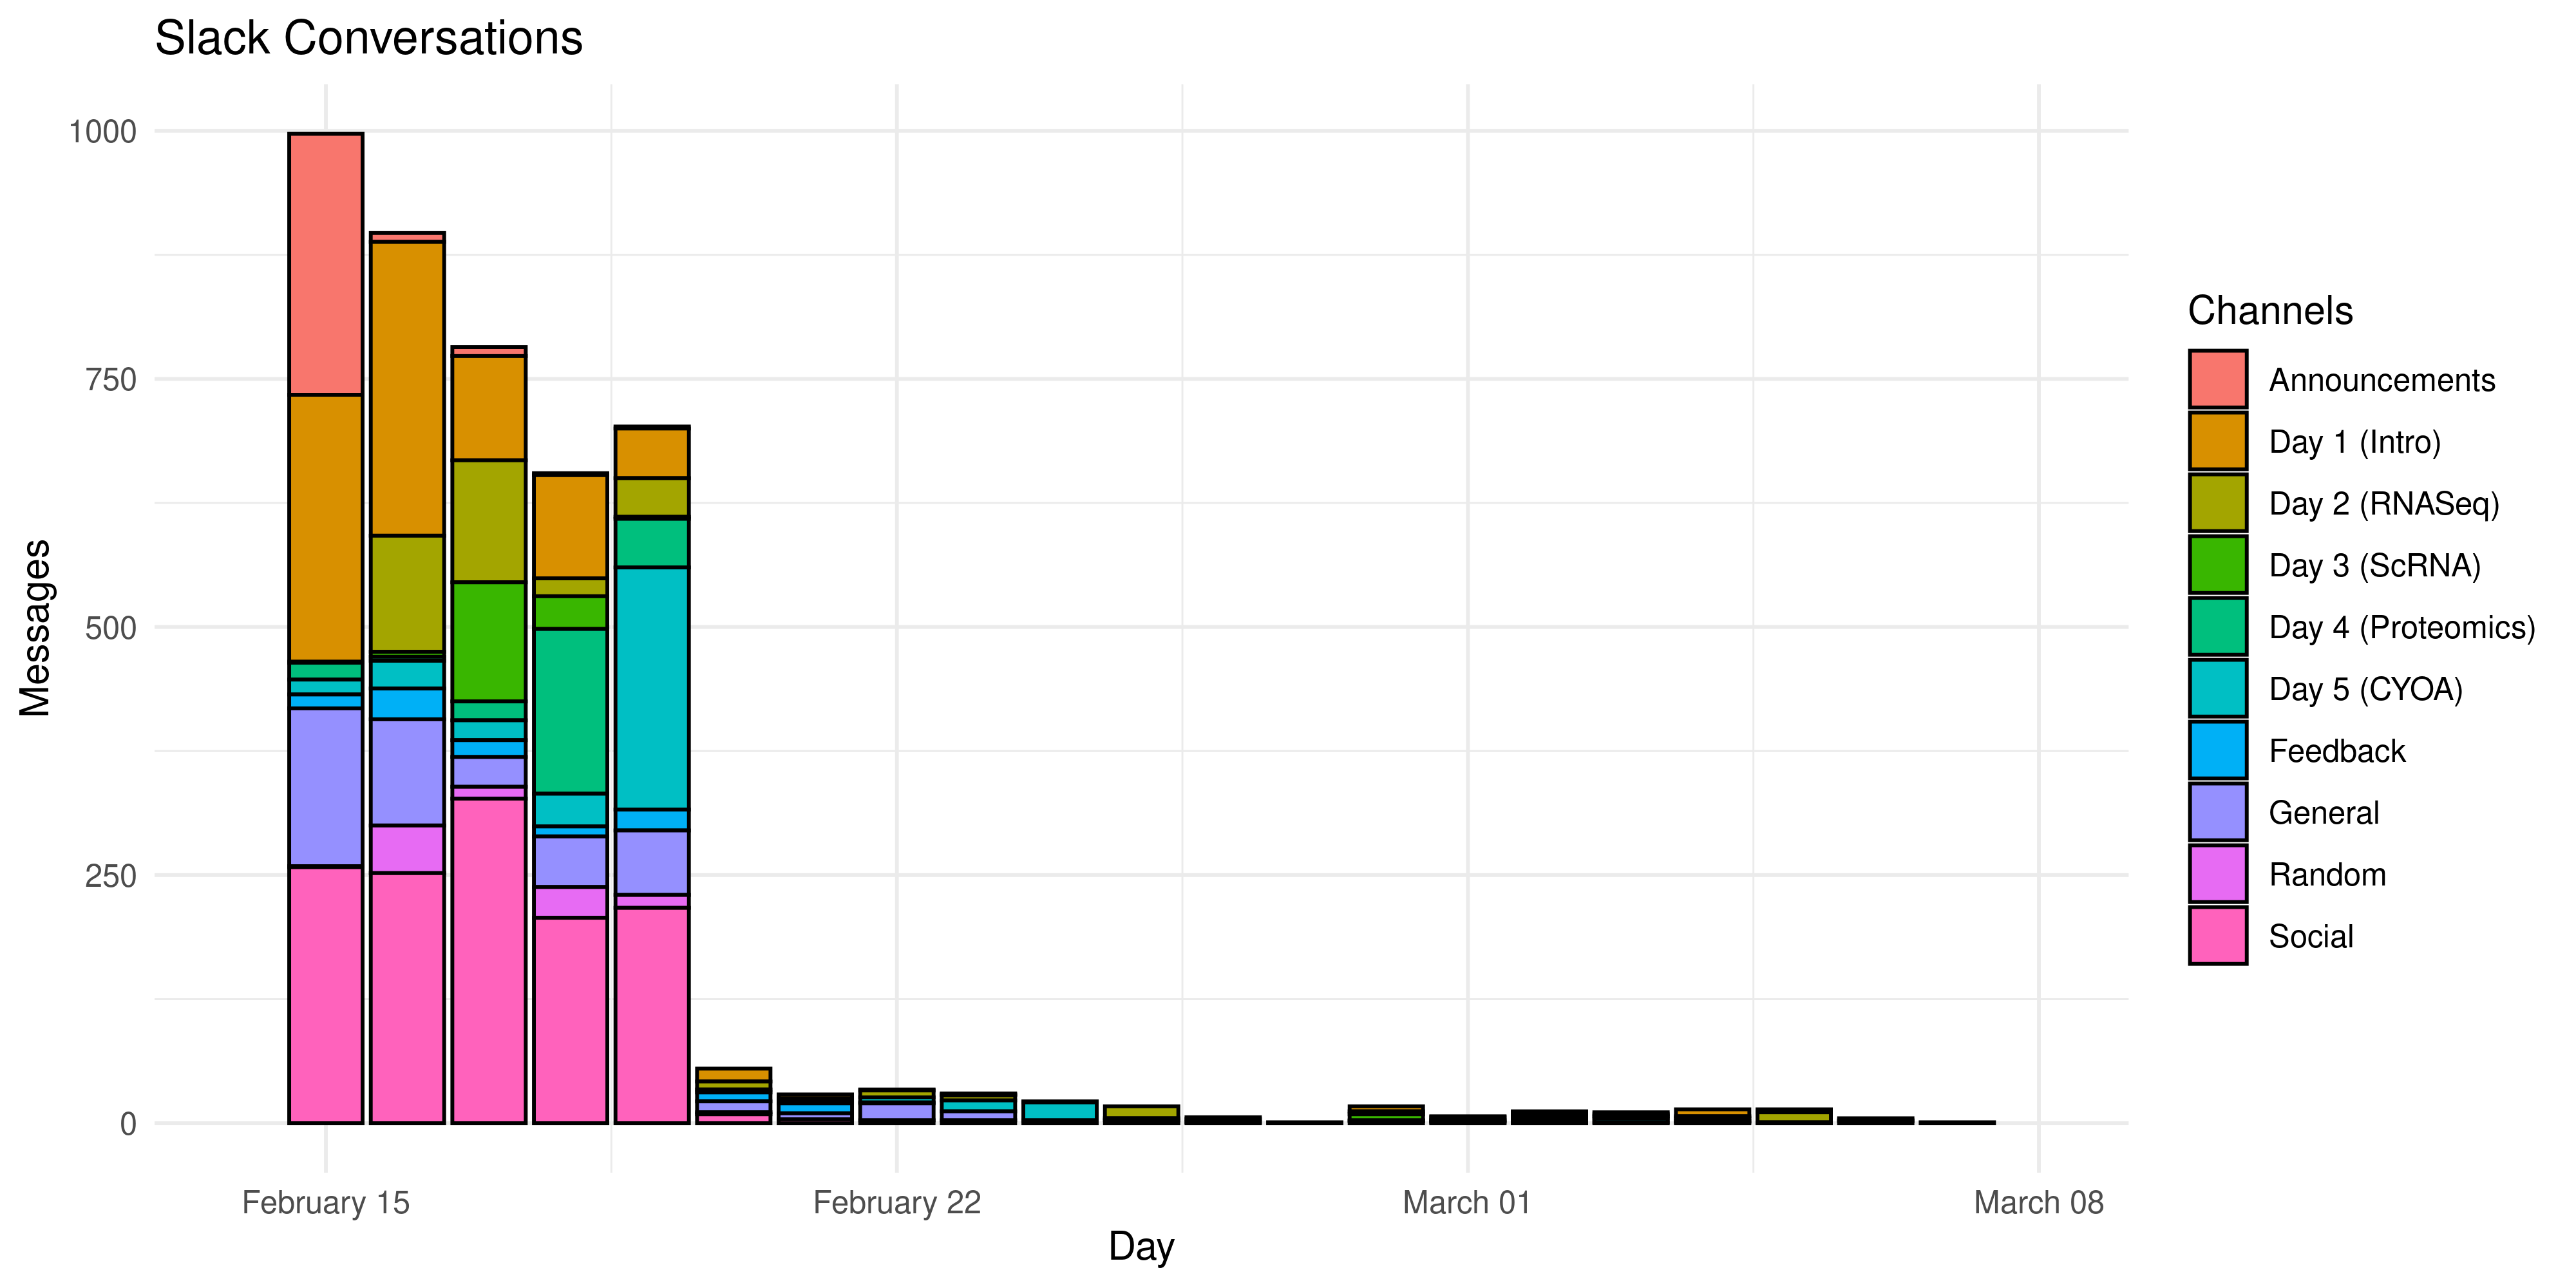 Slack Conversations
1000
750
500
250
0
Messages
February 15
February 22
March 01
March 08
Day
Channels
Announcements
Day 1 (Intro)
Day 2 (RNASeq)
Day 3 (ScRNA)
Day 4 (Proteomics)
Day 5 (CYOA)
Feedback
General
Random
Social